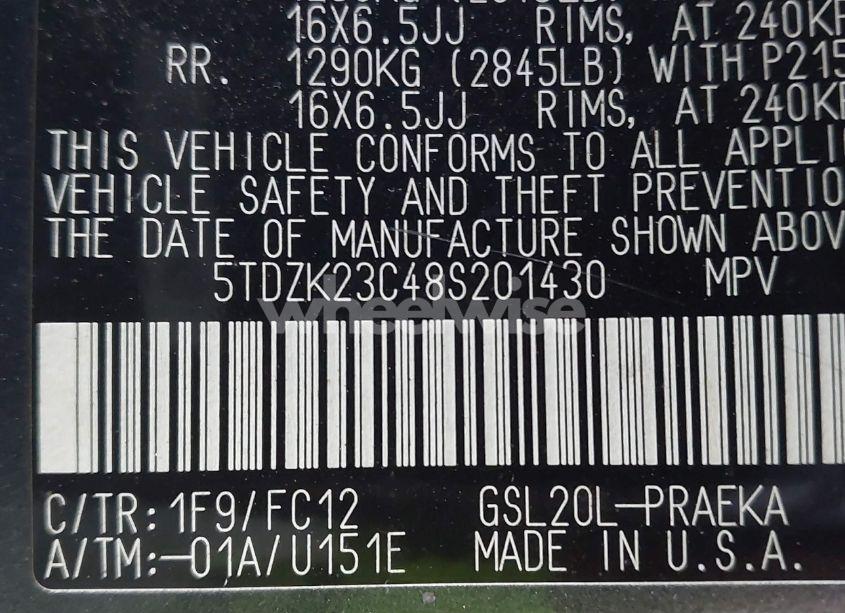 16X6.5JJ RIMS, AT 240KP
RR. 1290KG (2845LB) WITH P215
16X6.5JJ RIMS, AT 240KP
THIS VEHICLE CONFORMS TO ALL APPLI
VEHICLE SAFETY AND THEFT PREVENTIO
THE DATE OF MANUFACTURE SHOWN ABOV
5TDZK23C48S201430 MPV
wheelwise
C/TR:1F9/FC12 GSL20L-PRAEKA
A/TM:-01A/U151E MADE IN U.S.A.